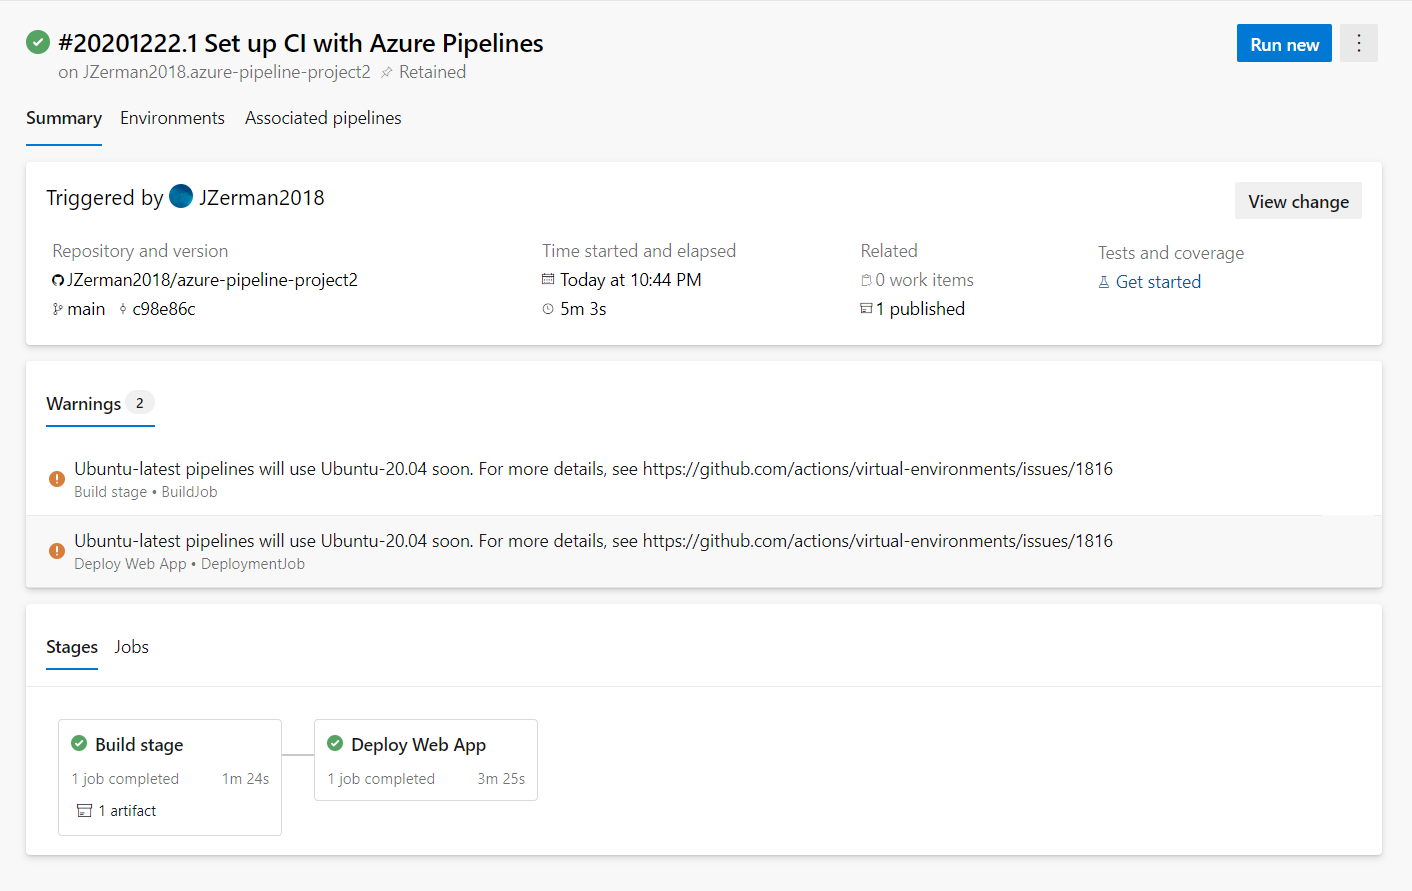 #20201222.1 Set up CI with Azure Pipelines
on JZerman2018.azure-pipeline-project2 Retained
Run new
Summary Environments Associated pipelines
Triggered by JZerman2018
View change
Repository and version Time started and elapsed Related Tests and coverage
JZerman2018/azure-pipeline-project2 Today at 10:44 PM 0 work items Get started
main c98e86c 5m 3s 1 published
Warnings 2
Ubuntu-latest pipelines will use Ubuntu-20.04 soon. For more details, see https://github.com/actions/virtual-environments/issues/1816
Build stage • BuildJob
Ubuntu-latest pipelines will use Ubuntu-20.04 soon. For more details, see https://github.com/actions/virtual-environments/issues/1816
Deploy Web App • DeploymentJob
Stages Jobs
Build stage Deploy Web App
1 job completed 1m 24s 1 job completed 3m 25s
1 artifact